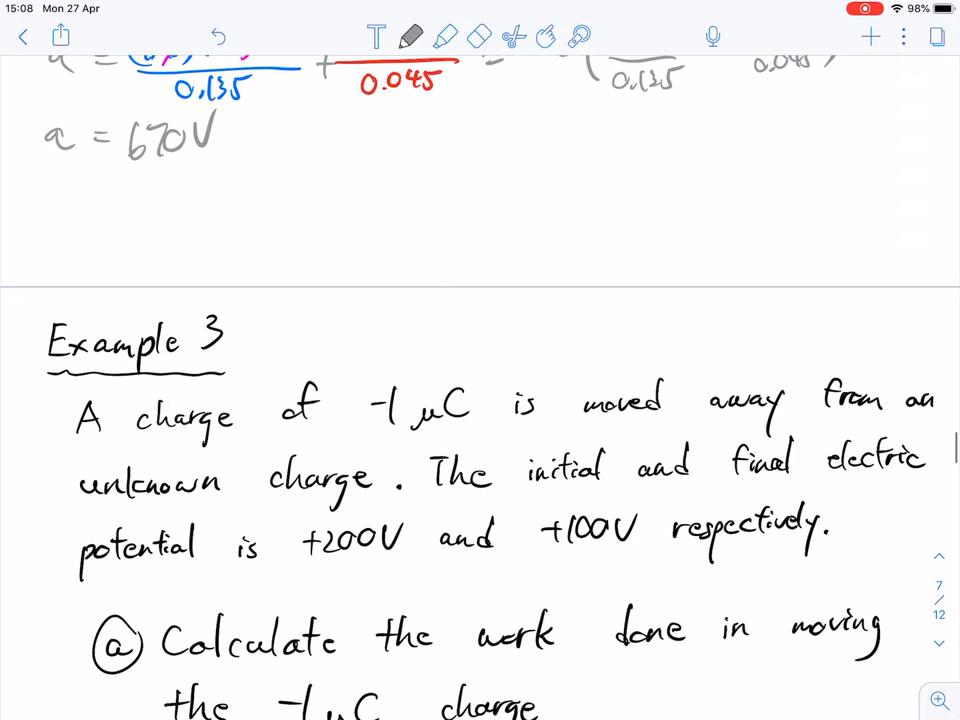 15:08 Mon 27 Apr 98%
0.135 0.045 0.135 0.045
a = 670V
Example 3
A charge of -1 μC is moved away from an
unknown charge. The initial and final electric
potential is +200V and +100V respectively.
(a) Calculate the work done in moving
the -1 μC charge
7
/
12